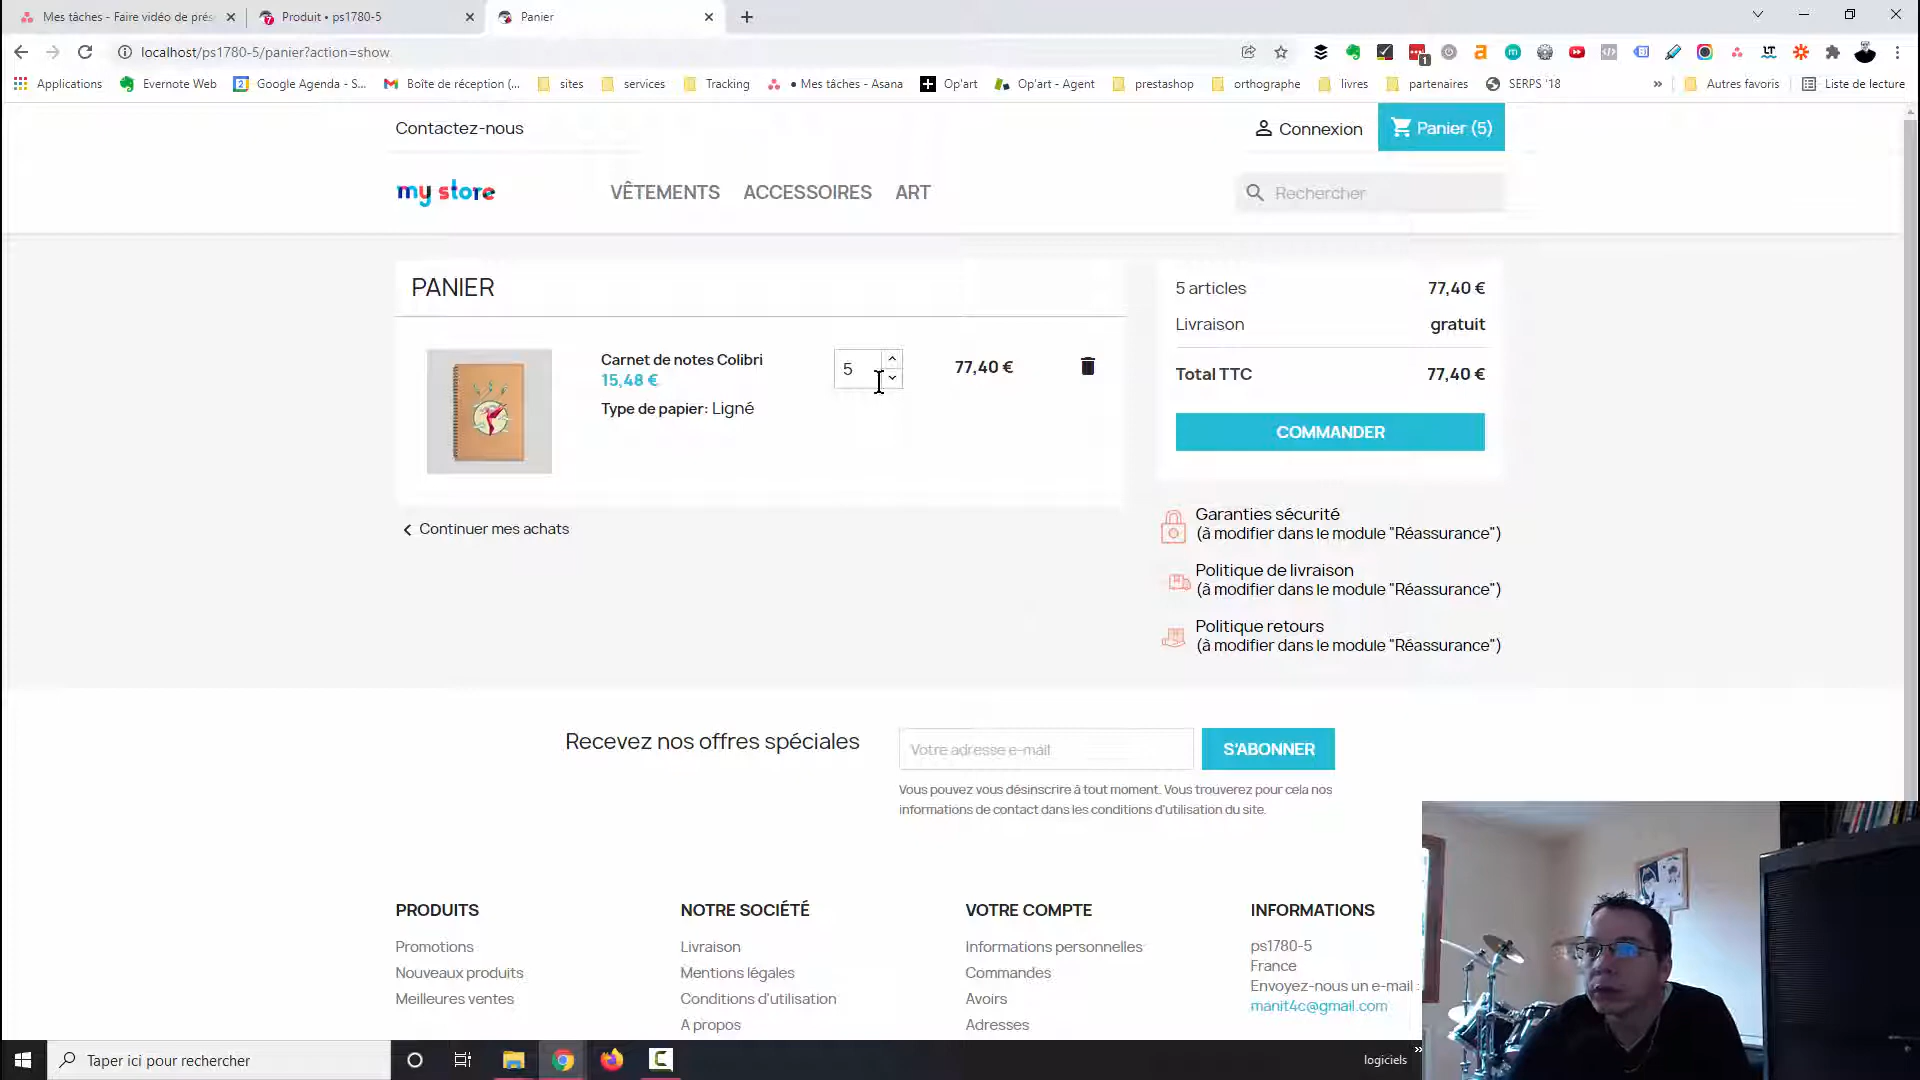 Mes tâches - Faire vidéo de prés
Produit • ps1780-5
Panier
localhost/ps1780-5/panier?action=show
1
Applications
Evernote Web
2
Google Agenda - S...
Boîte de réception (...
sites
services
Tracking
• Mes tâches - Asana
Op'art
Op'art - Agent
prestashop
orthographe
livres
partenaires
SERPS '18
»
Autres favoris
Liste de lecture
Contactez-nous
Connexion
Panier (5)
my store
VÊTEMENTS
ACCESSOIRES
ART
Rechercher
PANIER
Carnet de notes Colibri
15,48 €
Type de papier: Ligné
5
77,40 €
5 articles
77,40 €
Livraison
gratuit
Total TTC
77,40 €
COMMANDER
Continuer mes achats
Garanties sécurité
(à modifier dans le module "Réassurance")
Politique de livraison
(à modifier dans le module "Réassurance")
Politique retours
(à modifier dans le module "Réassurance")
Recevez nos offres spéciales
Votre adresse e-mail
S'ABONNER
Vous pouvez vous désinscrire à tout moment. Vous trouverez pour cela nos
informations de contact dans les conditions d'utilisation du site.
PRODUITS
Promotions
Nouveaux produits
Meilleures ventes
NOTRE SOCIÉTÉ
Livraison
Mentions légales
Conditions d'utilisation
A propos
VOTRE COMPTE
Informations personnelles
Commandes
Avoirs
Adresses
INFORMATIONS
ps1780-5
France
Envoyez-nous un e-mail :
manit4c@gmail.com
Taper ici pour rechercher
logiciels
»